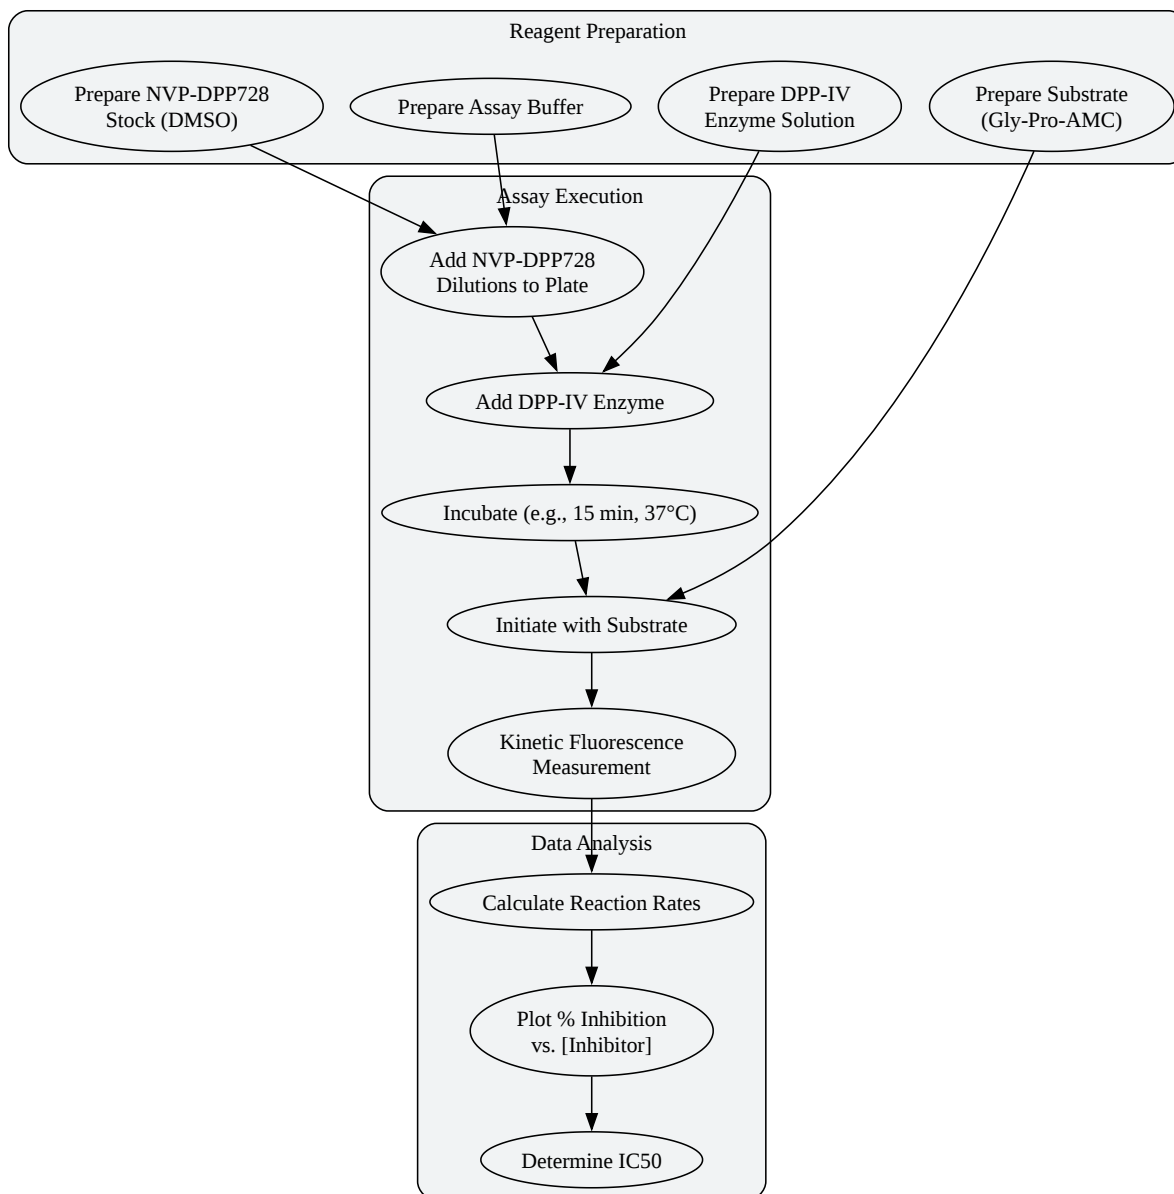 Reagent Preparation
Prepare NVP-DPP728
Stock (DMSO)
Prepare Assay Buffer
Prepare DPP-IV
Enzyme Solution
Prepare Substrate
(Gly-Pro-AMC)
Assay Execution
Add NVP-DPP728
Dilutions to Plate
Add DPP-IV Enzyme
Incubate (e.g., 15 min, 37°C)
Initiate with Substrate
Kinetic Fluorescence
Measurement
Data Analysis
Calculate Reaction Rates
Plot % Inhibition
vs. [Inhibitor]
Determine IC50